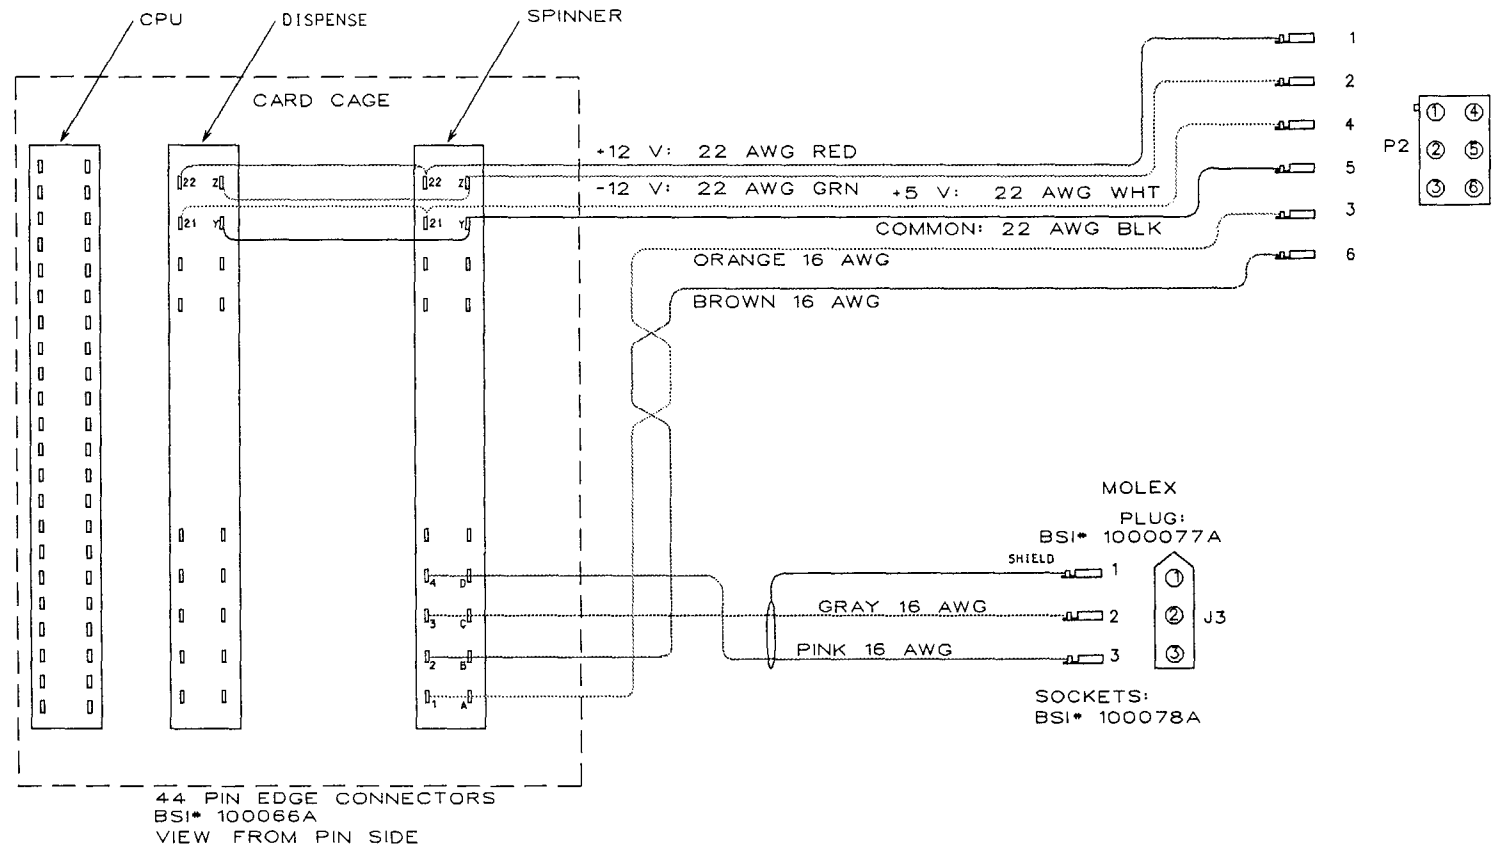 CPU
DISPENSE
SPINNER
CARD CAGE
+12 V: 22 AWG RED
-12 V: 22 AWG GRN
+5 V: 22 AWG WHT
COMMON: 22 AWG BLK
ORANGE 16 AWG
BROWN 16 AWG
1
2
4
5
3
6
P2
1 4
2 5
3 6
22 Z
21 Y
22 Z
21 Y
4 D
3 C
2 B
1 A
MOLEX
PLUG:
BSI# 1000077A
SHIELD
1
GRAY 16 AWG
2
PINK 16 AWG
3
1
2
3
J3
SOCKETS:
BSI# 100078A
44 PIN EDGE CONNECTORS
BSI# 100066A
VIEW FROM PIN SIDE